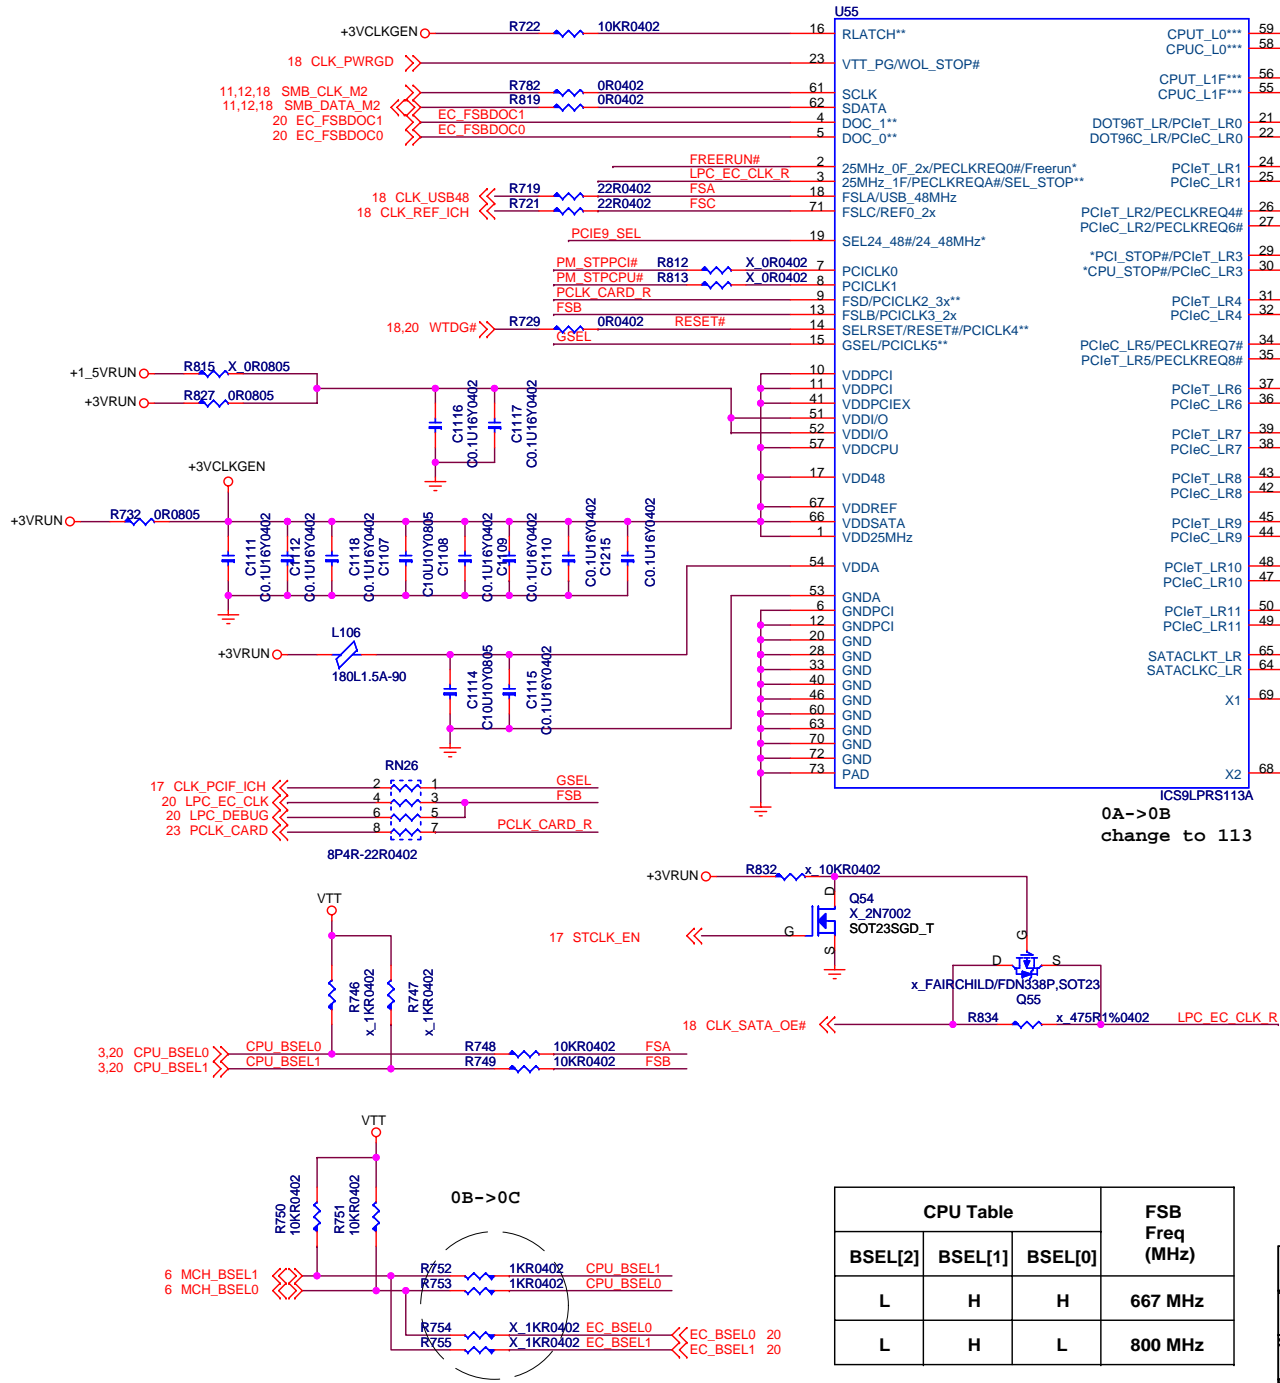 U55
+3VCLKGEN R722 10KR0402 16 RLATCH** CPUT_L0*** 59
CPUC_L0*** 58
18 CLK_PWRGD 23 VTT_PG/WOL_STOP#
CPUT_L1F*** 56
11,12,18 SMB_CLK_M2 R782 0R0402 61 SCLK CPUC_L1F*** 55
11,12,18 SMB_DATA_M2 R819 0R0402 62 SDATA
20 EC_FSBDOC1 EC_FSBDOC1 4 DOC_1** DOT96T_LR/PCIeT_LR0 21
20 EC_FSBDOC0 EC_FSBDOC0 5 DOC_0** DOT96C_LR/PCIeC_LR0 22
FREERUN# 2 25MHz_0F_2x/PECLKREQ0#/Freerun* PCIeT_LR1 24
LPC_EC_CLK_R 3 25MHz_1F/PECLKREQA#/SEL_STOP** PCIeC_LR1 25
18 CLK_USB48 R719 22R0402 FSA 18 FSLA/USB_48MHz
18 CLK_REF_ICH R721 22R0402 FSC 71 FSLC/REF0_2x PCIeT_LR2/PECLKREQ4# 26
PCIeC_LR2/PECLKREQ6# 27
PCIE9_SEL 19 SEL24_48#/24_48MHz*
*PCI_STOP#/PCIeT_LR3 29
PM_STPPCI# R812 X_0R0402 7 PCICLK0 *CPU_STOP#/PCIeC_LR3 30
PM_STPCPU# R813 X_0R0402 8 PCICLK1
PCLK_CARD_R 9 FSD/PCICLK2_3x** PCIeT_LR4 31
FSB 13 FSLB/PCICLK3_2x PCIeC_LR4 32
18,20 WTDG# R729 0R0402 RESET# 14 SELRSET/RESET#/PCICLK4**
GSEL 15 GSEL/PCICLK5** PCIeC_LR5/PECLKREQ7# 34
PCIeT_LR5/PECLKREQ8# 35
+1_5VRUN R815 X_0R0805 10 VDDPCI
11 VDDPCI PCIeT_LR6 37
+3VRUN R827 0R0805 41 VDDPCIEX PCIeC_LR6 36
51 VDDI/O
C1116 C0.1U16Y0402
C1117 C0.1U16Y0402
52 VDDI/O PCIeT_LR7 39
57 VDDCPU PCIeC_LR7 38
+3VCLKGEN 17 VDD48 PCIeT_LR8 43
PCIeC_LR8 42
67 VDDREF
+3VRUN R732 0R0805 66 VDDSATA PCIeT_LR9 45
1 VDD25MHz PCIeC_LR9 44
C1111 C0.1U16Y0402
C1112 C0.1U16Y0402
C1118 C0.1U16Y0402
C1107 C10U10Y0805
C1108 C0.1U16Y0402
C1109
C1110 C0.1U16Y0402
C1215 C0.1U16Y0402
54 VDDA PCIeT_LR10 48
PCIeC_LR10 47
53 GNDA
6 GNDPCI PCIeT_LR11 50
12 GNDPCI PCIeC_LR11 49
20 GND
+3VRUN L106 28 GND SATACLKT_LR 65
180L1.5A-90 33 GND SATACLKC_LR 64
40 GND
C1114 C10U10Y0805
C1115 C0.1U16Y0402
46 GND X1 69
60 GND
63 GND
70 GND
72 GND
73 PAD X2 68
ICS9LPRS113A
0A->0B
change to 113
RN26
17 CLK_PCIF_ICH 2 1 GSEL
20 LPC_EC_CLK 4 3 FSB
20 LPC_DEBUG 6 5
23 PCLK_CARD 8 7 PCLK_CARD_R
8P4R-22R0402
+3VRUN R832 x_10KR0402
D
Q54
X_2N7002
SOT23SGD_T
17 STCLK_EN G
S
G
D S
x_FAIRCHILD/FDN338P,SOT23
Q55
18 CLK_SATA_OE# R834 x_475R1%0402 LPC_EC_CLK_R
VTT
R746 x_1KR0402
R747 x_1KR0402
3,20 CPU_BSEL0 CPU_BSEL0 R748 10KR0402 FSA
3,20 CPU_BSEL1 CPU_BSEL1 R749 10KR0402 FSB
VTT
R750 10KR0402
R751 10KR0402
0B->0C
6 MCH_BSEL1 R752 1KR0402 CPU_BSEL1
6 MCH_BSEL0 R753 1KR0402 CPU_BSEL0
R754 X_1KR0402 EC_BSEL0 EC_BSEL0 20
R755 X_1KR0402 EC_BSEL1 EC_BSEL1 20
CPU Table FSB Freq (MHz)
BSEL[2] BSEL[1] BSEL[0]
L H H 667 MHz
L H L 800 MHz